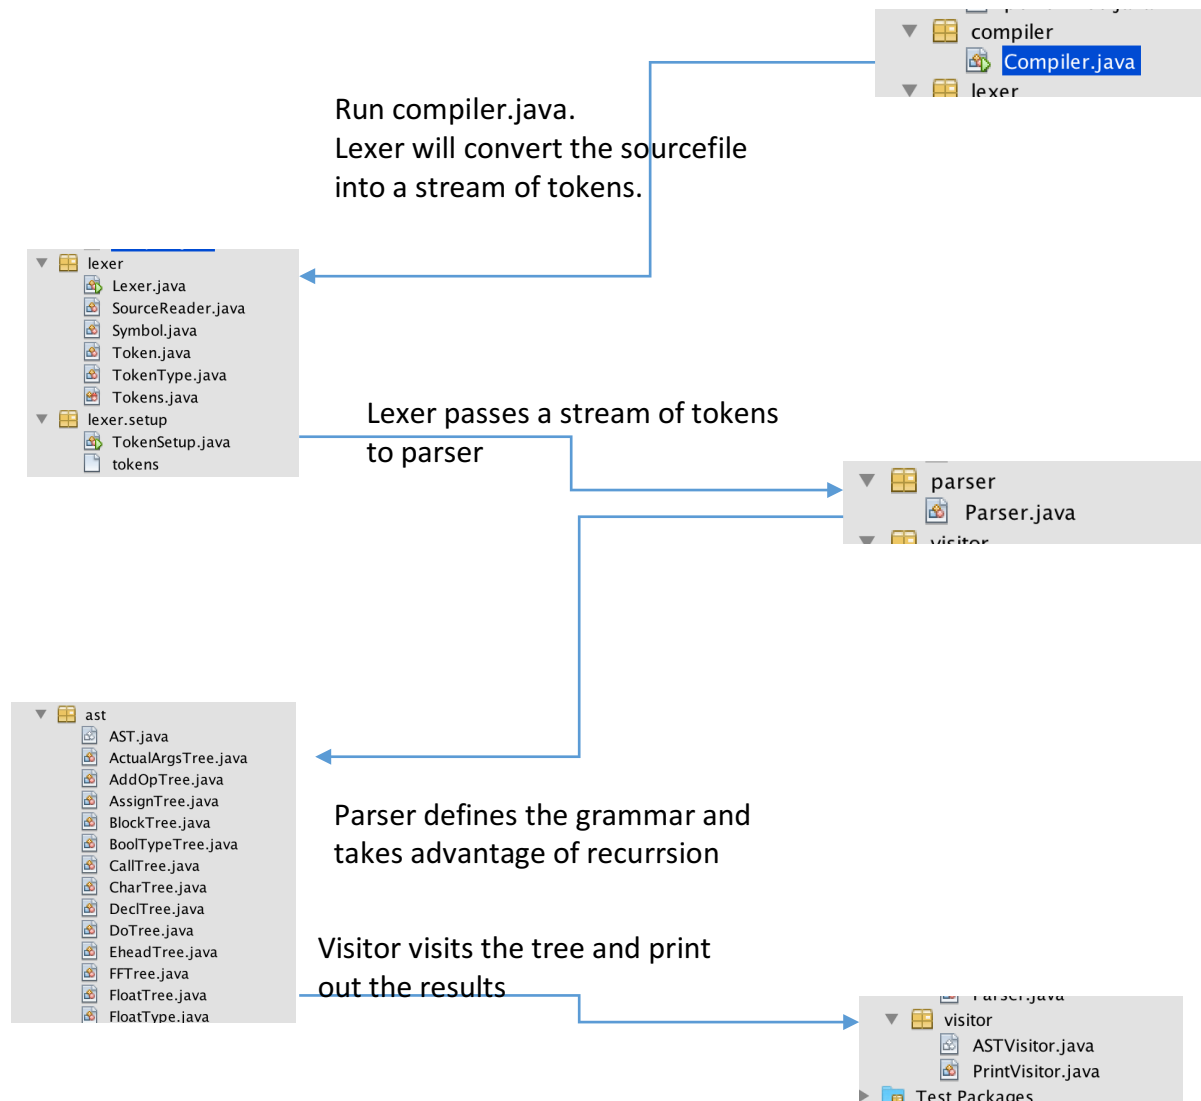 compiler
Compiler.java
lexer
Run compiler.java.
Lexer will convert the sourcefile
into a stream of tokens.
lexer
Lexer.java
SourceReader.java
Symbol.java
Token.java
TokenType.java
Tokens.java
lexer.setup
TokenSetup.java
tokens
Lexer passes a stream of tokens
to parser
parser
Parser.java
visitor
ast
AST.java
ActualArgsTree.java
AddOpTree.java
AssignTree.java
BlockTree.java
BoolTypeTree.java
CallTree.java
CharTree.java
DeclTree.java
DoTree.java
EheadTree.java
FFTree.java
FloatTree.java
FloatType.java
Parser defines the grammar and
takes advantage of recurrsion
Visitor visits the tree and print
out the results
Parser.java
visitor
ASTVisitor.java
PrintVisitor.java
Test Packages